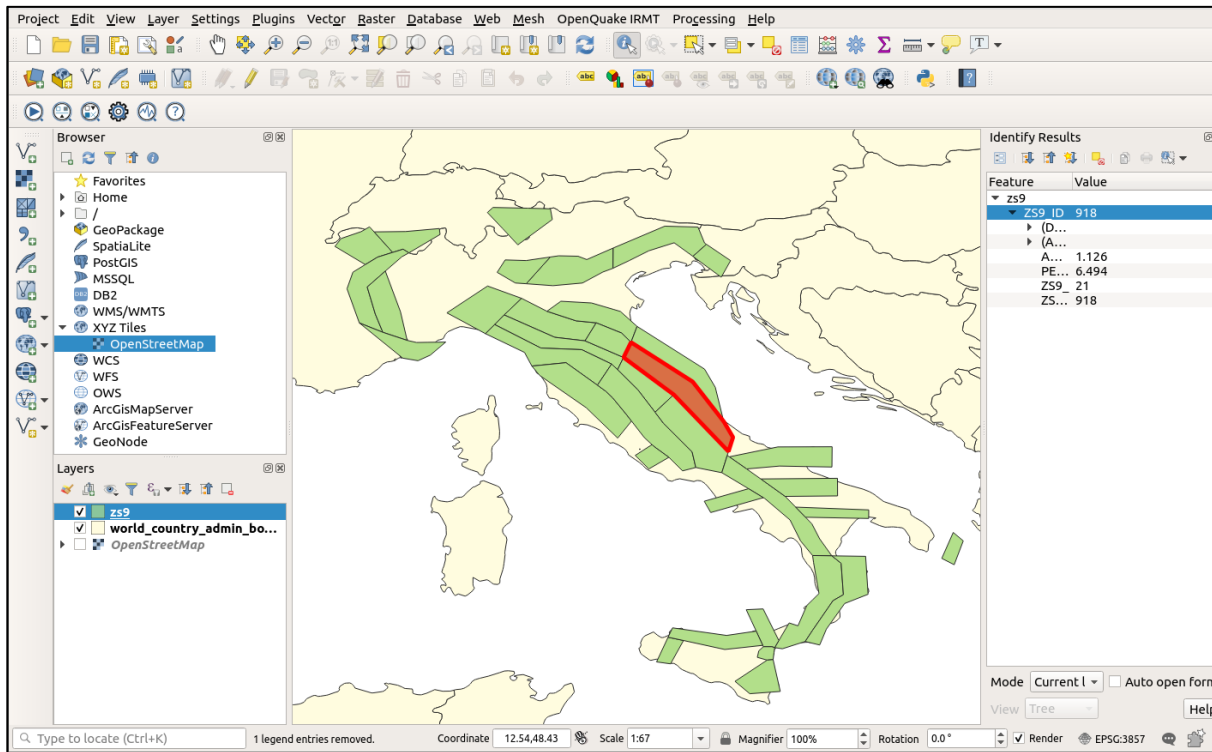 Project Edit View Layer Settings Plugins Vector Raster Database Web Mesh OpenQuake IRMT Processing Help
Browser
Favorites
Home
/
GeoPackage
SpatiaLite
PostGIS
MSSQL
DB2
WMS/WMTS
XYZ Tiles
OpenStreetMap
WCS
WFS
OWS
ArcGisMapServer
ArcGisFeatureServer
GeoNode
Layers
zs9
world_country_admin_bo...
OpenStreetMap
Identify Results
Feature Value
zs9
ZS9_ID 918
(D...
(A...
A... 1.126
PE... 6.494
ZS9_ 21
ZS... 918
Mode Current l Auto open form
View Tree Help
Type to locate (Ctrl+K) 1 legend entries removed. Coordinate 12.54,48.43 Scale 1:67 Magnifier 100% Rotation 0.0 ° Render EPSG:3857